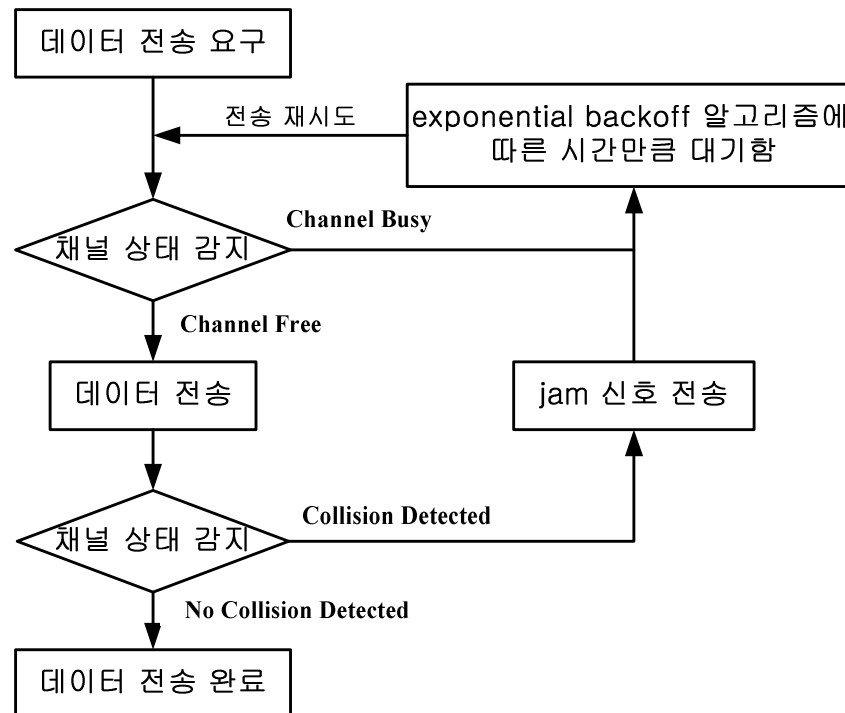 데이터 전송 요구
전송 재시도
exponential backoff 알고리즘에
따른 시간만큼 대기함
채널 상태 감지
Channel Busy
Channel Free
데이터 전송
jam 신호 전송
채널 상태 감지
Collision Detected
No Collision Detected
데이터 전송 완료